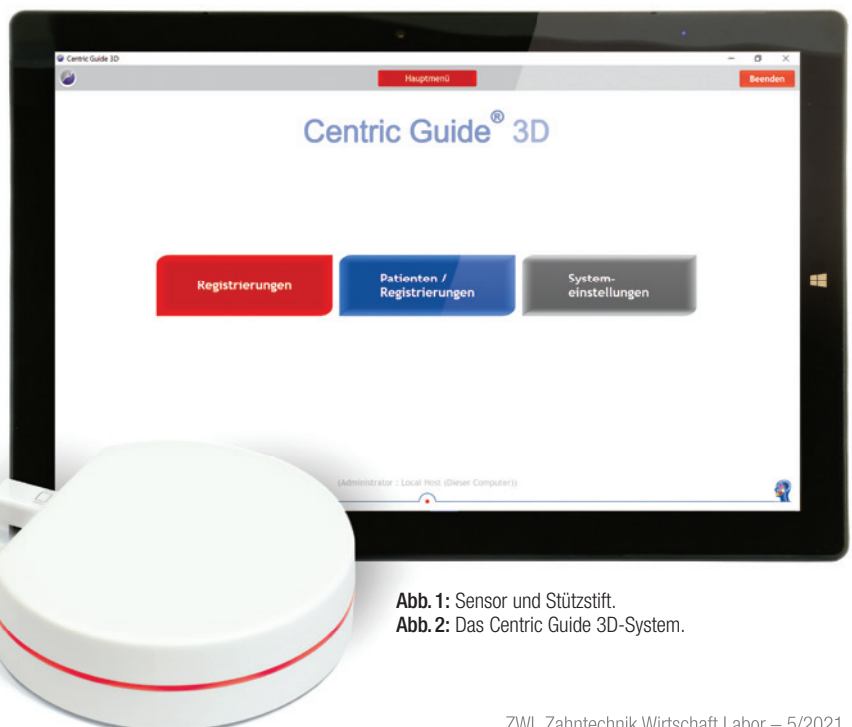 Centric Guide 3D
Hauptmenü
Beenden
Centric Guide® 3D
Registrierungen
Patienten /
Registrierungen
System-
einstellungen
(Administrator : Local Host (Dieser Computer))
Abb. 1: Sensor und Stützstift.
Abb. 2: Das Centric Guide 3D-System.
ZWL Zahntechnik Wirtschaft Labor – 5/2021